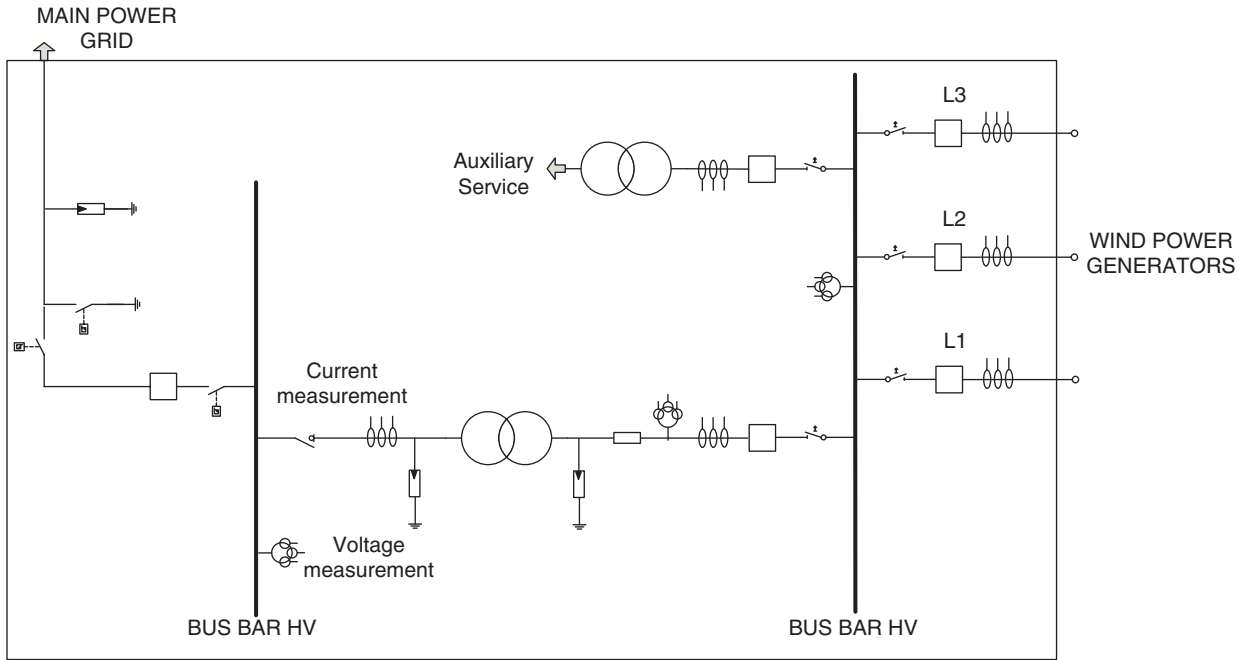 MAIN POWER
GRID
L3
Auxiliary
Service
L2
WIND POWER
GENERATORS
L1
Current
measurement
Voltage
measurement
BUS BAR HV
BUS BAR HV